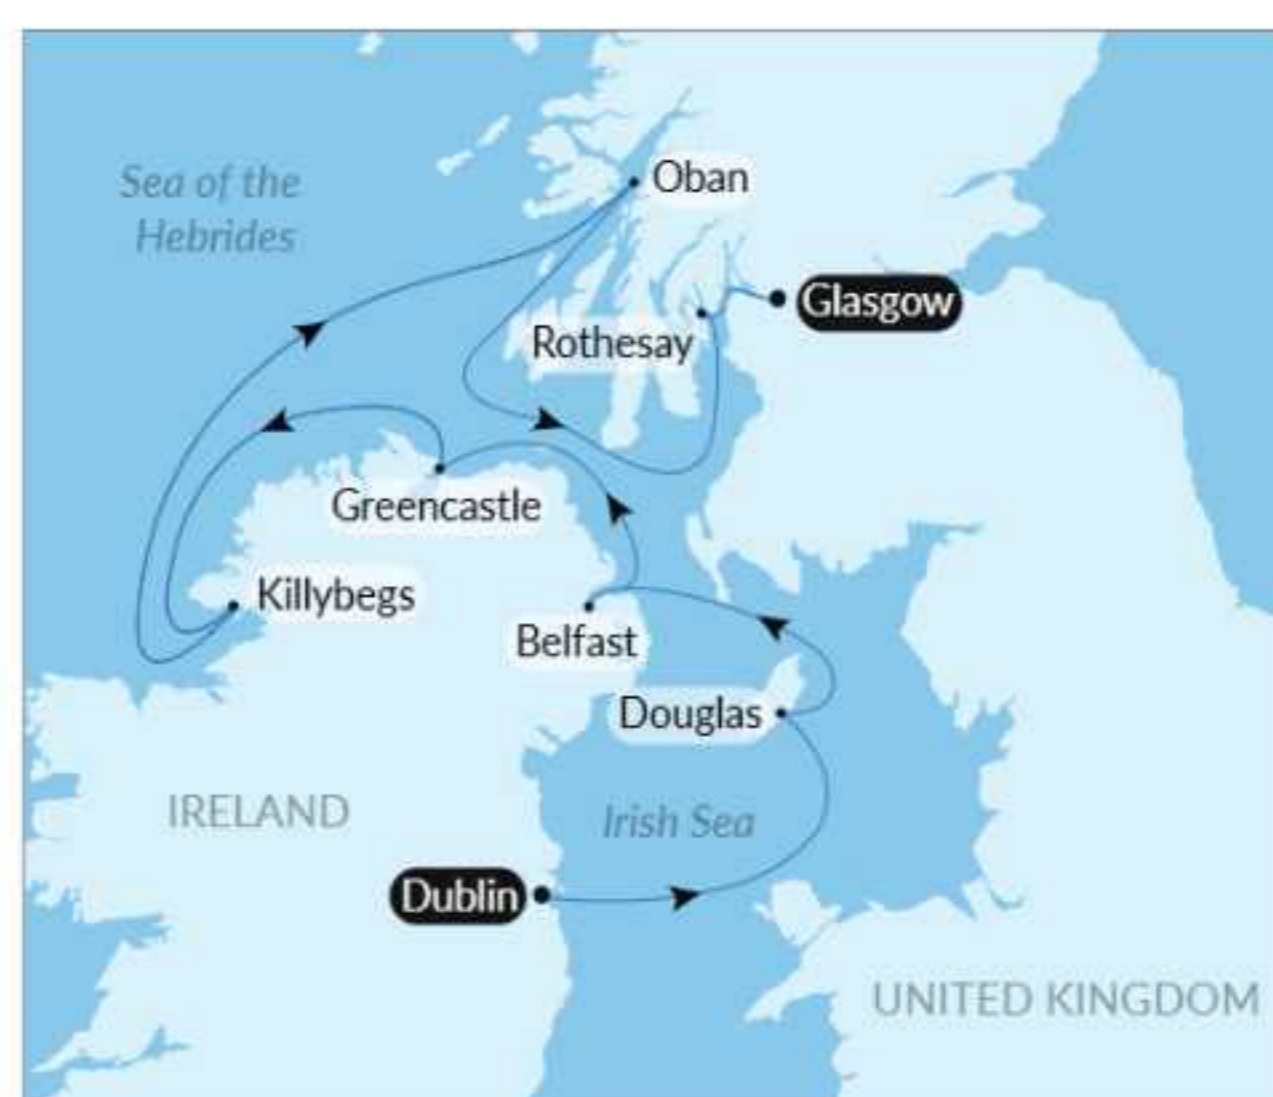 Sea of the
Hebrides
Oban
Glasgow
Rothesay
Greencastle
Killybegs
Belfast
Douglas
IRELAND
Irish Sea
Dublin
UNITED KINGDOM